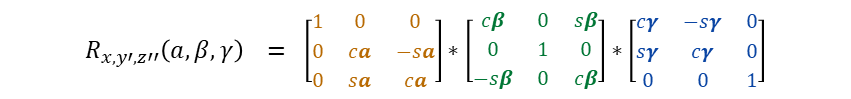 1 0 0 cβ 0 sβ cγ −sγ 0
R x,y′,z′′ (a, β, γ) = 0 ca −sa * 0 1 0 * sγ cγ 0
0 sa ca −sβ 0 cβ 0 0 1